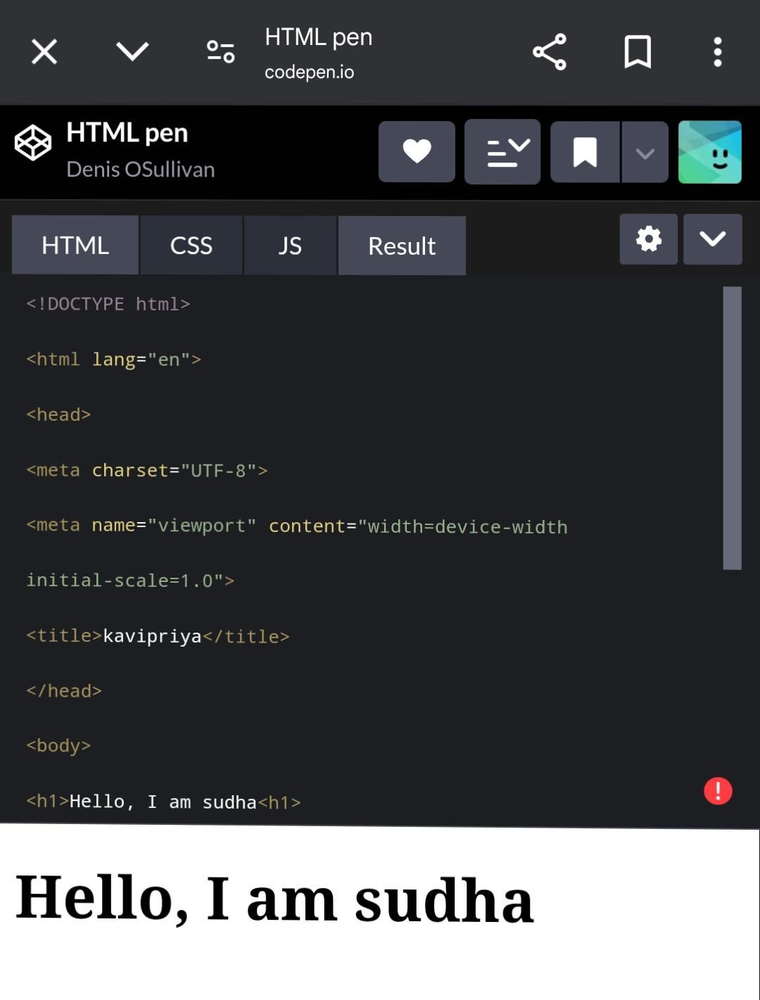 HTML pen
codepen.io
HTML pen
Denis OSullivan
HTML CSS JS Result
<!DOCTYPE html>
<html lang="en">
<head>
<meta charset="UTF-8">
<meta name="viewport" content="width=device-width
initial-scale=1.0">
<title>kavipriya</title>
</head>
<body>
<h1>Hello, I am sudha<h1>
Hello, I am sudha